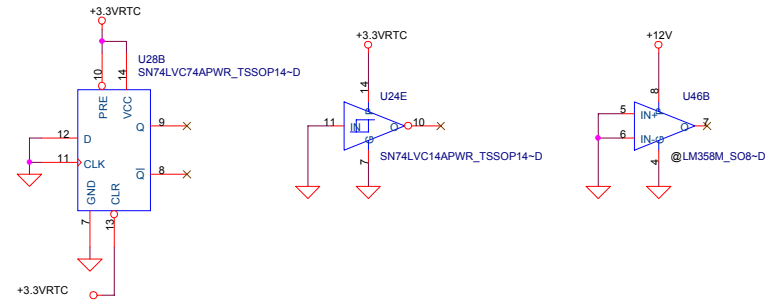 +3.3VRTC
U28B
SN74LVC74APWR_TSSOP14~D
10
14
PRE
VCC
12
D
Q
9
11
CLK
Q
8
GND
CLR
7
13
+3.3VRTC
+3.3VRTC
14
U24E
11
IN
P
O
10
G
7
SN74LVC14APWR_TSSOP14~D
+12V
8
U46B
5
IN+
P
O
7
6
IN-
G
4
@LM358M_SO8~D